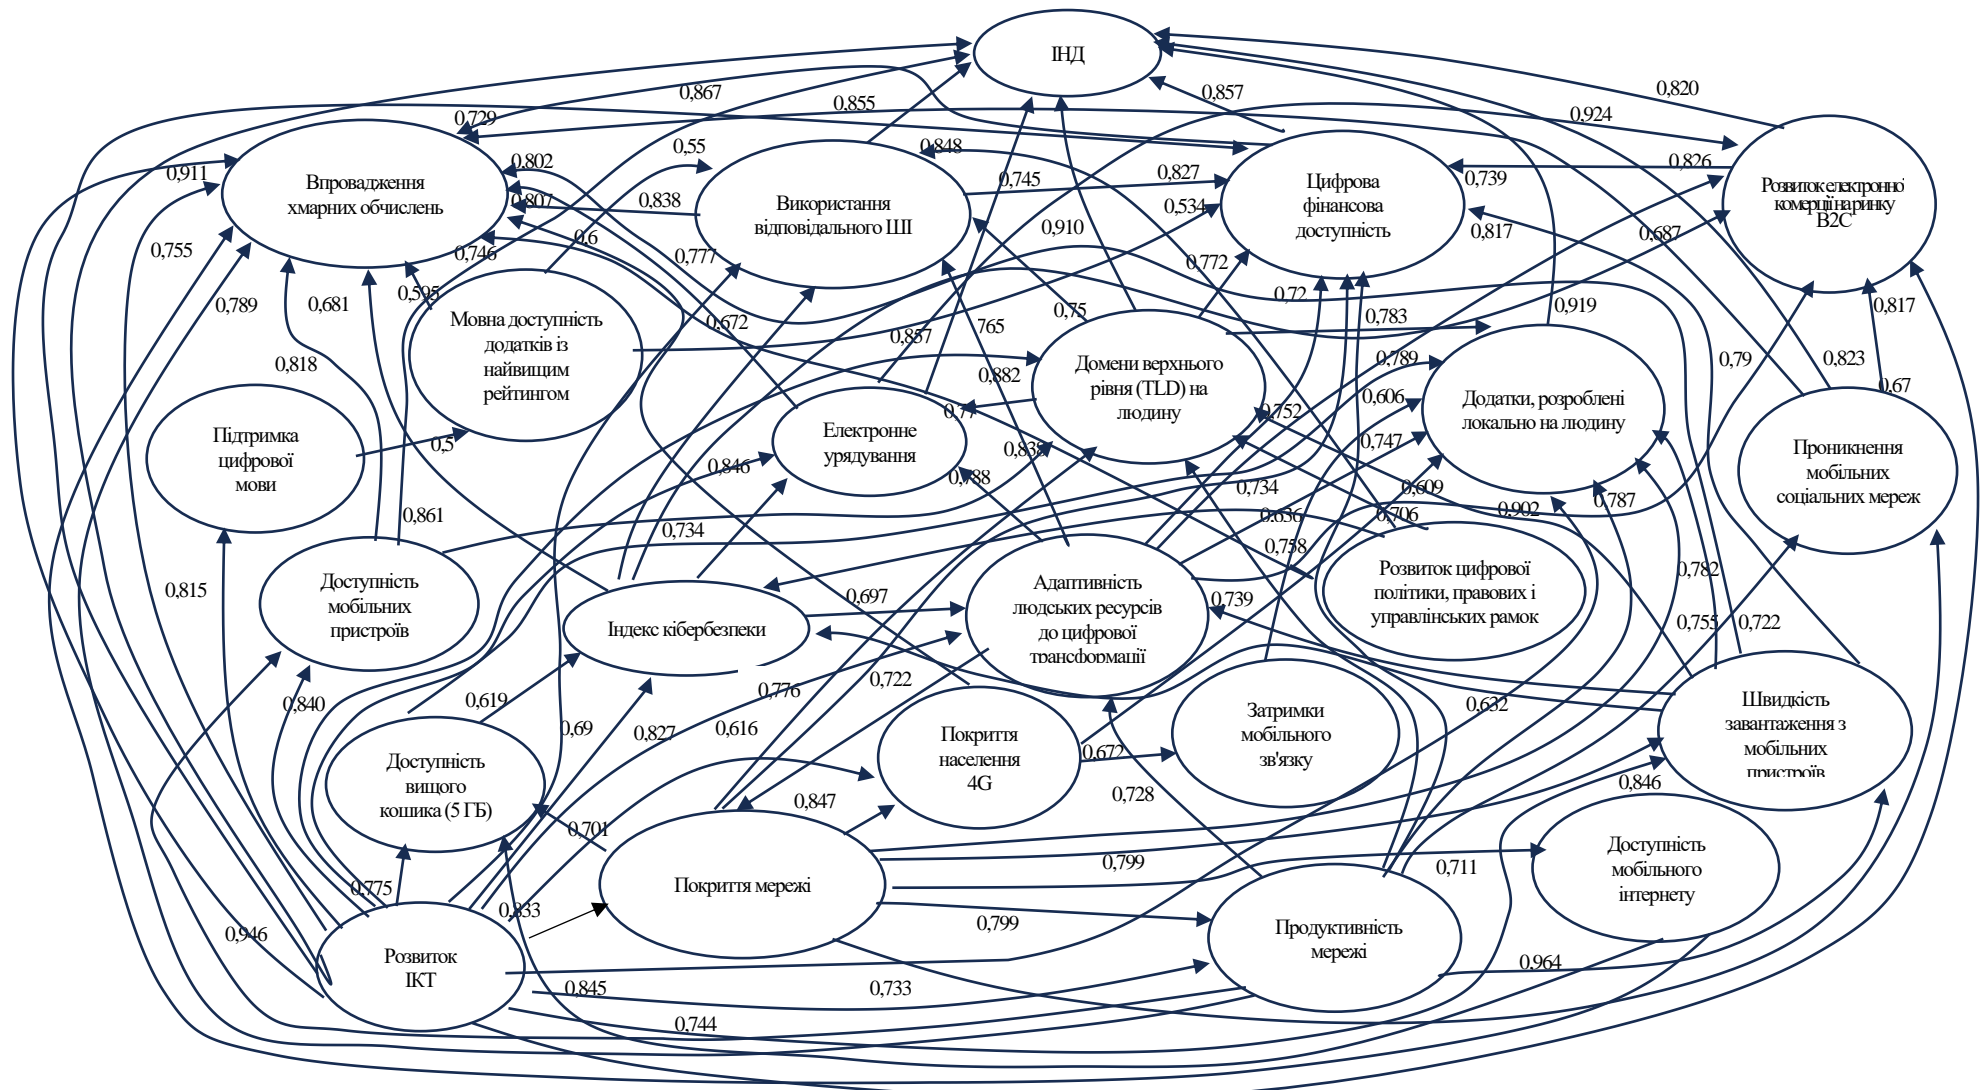 ІНД
0,820
0,867
0,857
0,855
0,924
0,729
0,55
0,848
0,802
0,826
0,911
Впровадження
хмарних обчислень
0,745
0,827
0,739
Цифрова
фінансова
доступність
Розвиток електронної
комерції на ринку
B2C
0,807
0,838
Використання
відповідального ШІ
0,534
0,910
0,817
0,687
0,6
0,755
0,746
0,777
0,772
0,789
0,681
0,595
0,72
0,919
0,817
Мовна доступність
додатків із
найвищим
рейтингом
0,672
0,857
765
0,75
0,783
0,818
0,789
0,79
0,823
Домени верхнього
рівня (TLD) на
людину
0,882
0,606
0,67
Додатки, розроблені
локально на людину
0,77
0,752
Підтримка
цифрової
мови
0,5
Електронне
урядування
0,838
0,747
Проникнення
мобільних
соціальних мереж
0,846
0,788
0,734
0,609
0,787
0,861
0,734
0.636
0,706
0,902
0,758
Доступність
мобільних
пристроїв
0,815
Індекс кібербезпеки
0,697
Адаптивність
людських ресурсів
до цифрової
трансформації
0,739
Розвиток цифрової
політики, правових і
управлінських рамок
0,782
0,755
0,722
0,840
0,619
0,69
0,827
0,776
0,616
0,722
0,632
Швидкість
завантаження з
мобільних
пристроїв
Доступність
вищого
кошика (5 ГБ)
Покриття
населення
4G
0,672
Затримки
мобільного
зв'язку
0,847
0,728
0,846
0,701
0,799
0,711
Доступність
мобільного
інтернету
0,775
Покриття мережі
0,833
0,799
Продуктивність
мережі
0,946
Розвиток
ІКТ
0,964
0,845
0,733
0,744